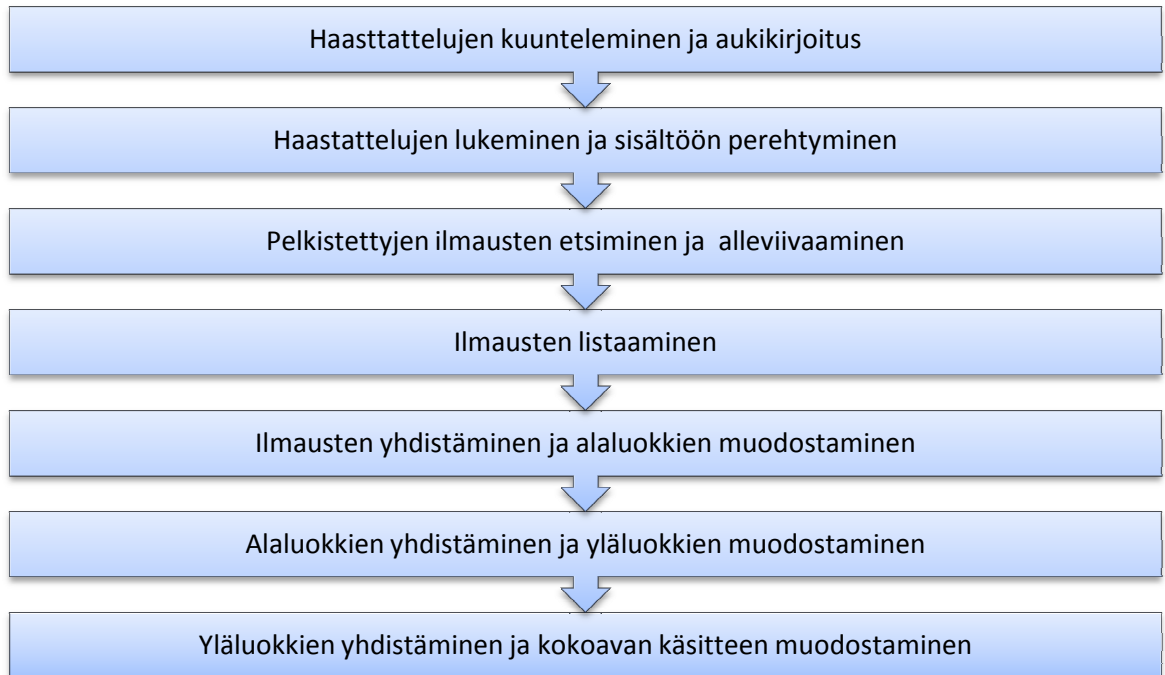 Haasttattelujen kuunteleminen ja aukikirjoitus
Haastattelujen lukeminen ja sisältöön perehtyminen
Pelkistettyjen ilmausten etsiminen ja  alleviivaaminen
Ilmausten listaaminen
Ilmausten yhdistäminen ja alaluokkien muodostaminen
Alaluokkien yhdistäminen ja yläluokkien muodostaminen
Yläluokkien yhdistäminen ja kokoavan käsitteen muodostaminen